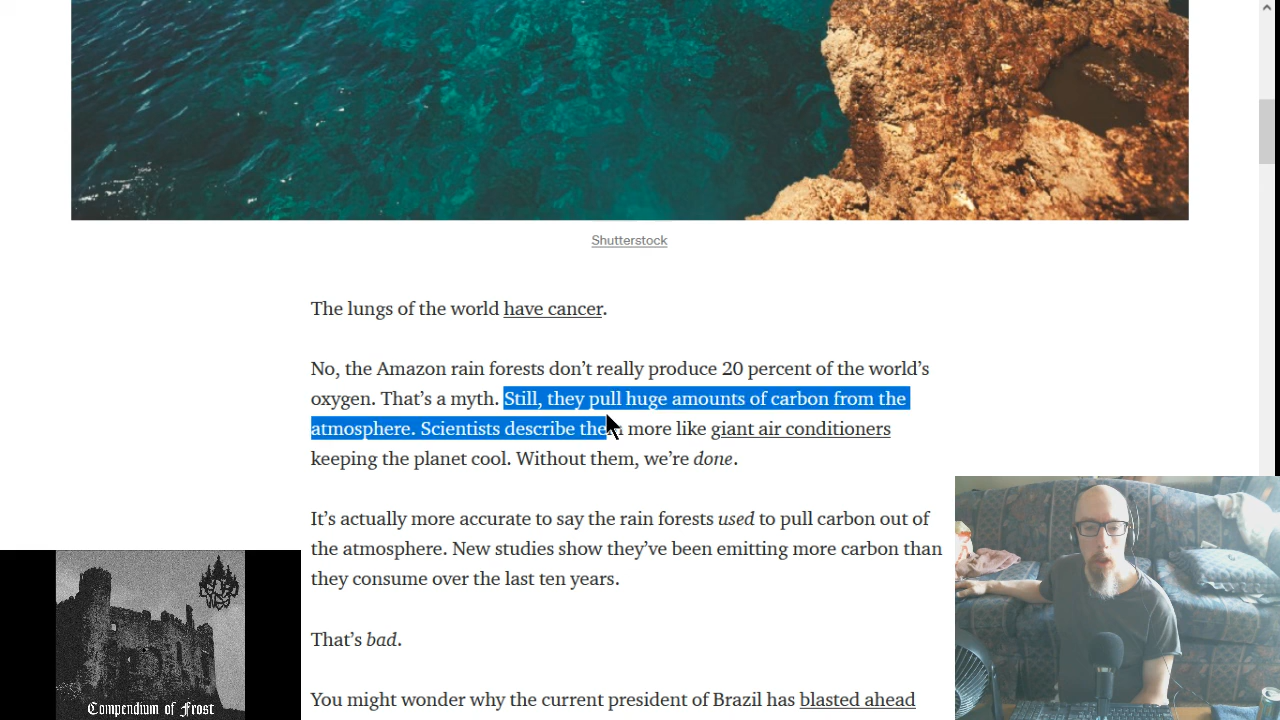 Shutterstock
The lungs of the world have cancer.
No, the Amazon rain forests don’t really produce 20 percent of the world’s
oxygen. That’s a myth. Still, they pull huge amounts of carbon from the
atmosphere. Scientists describe them more like giant air conditioners
keeping the planet cool. Without them, we’re done.
It’s actually more accurate to say the rain forests used to pull carbon out of
the atmosphere. New studies show they’ve been emitting more carbon than
they consume over the last ten years.
That’s bad.
You might wonder why the current president of Brazil has blasted ahead
Compendium of Frost